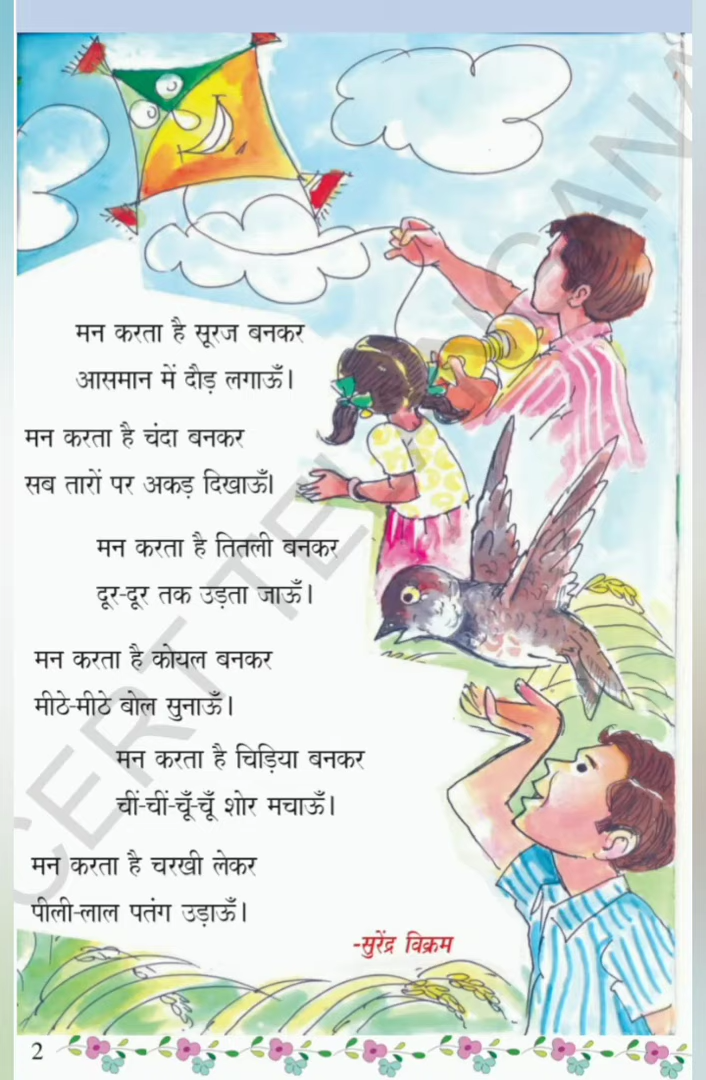 मन करता है सूरज बनकर
आसमान में दौड़ लगाऊँ।
मन करता है चंदा बनकर
सब तारों पर अकड़ दिखाऊँ।
मन करता है तितली बनकर
दूर-दूर तक उड़ता जाऊँ।
मन करता है कोयल बनकर
मीठे-मीठे बोल सुनाऊँ।
मन करता है चिड़िया बनकर
चीं-चीं-चूँ-चूँ शोर मचाऊँ।
मन करता है चरखी लेकर
पीली-लाल पतंग उड़ाऊँ।
-सुरेंद्र विक्रम
2